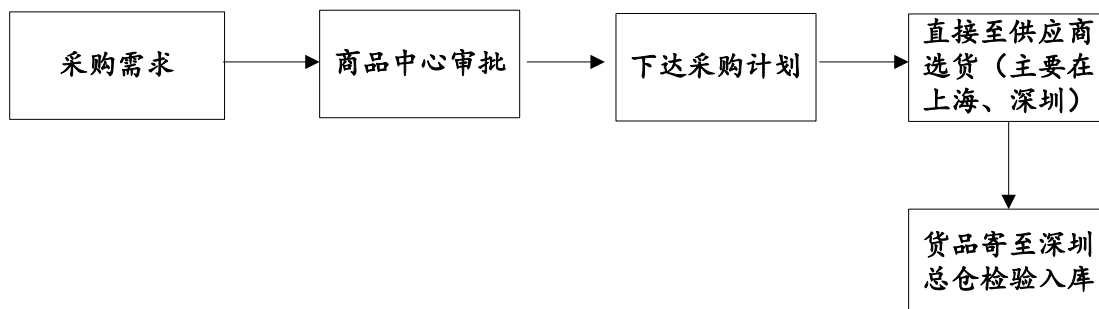 采购需求
商品中心审批
下达采购计划
直接至供应商
选货（主要在
上海、深圳）
货品寄至深圳
总仓检验入库